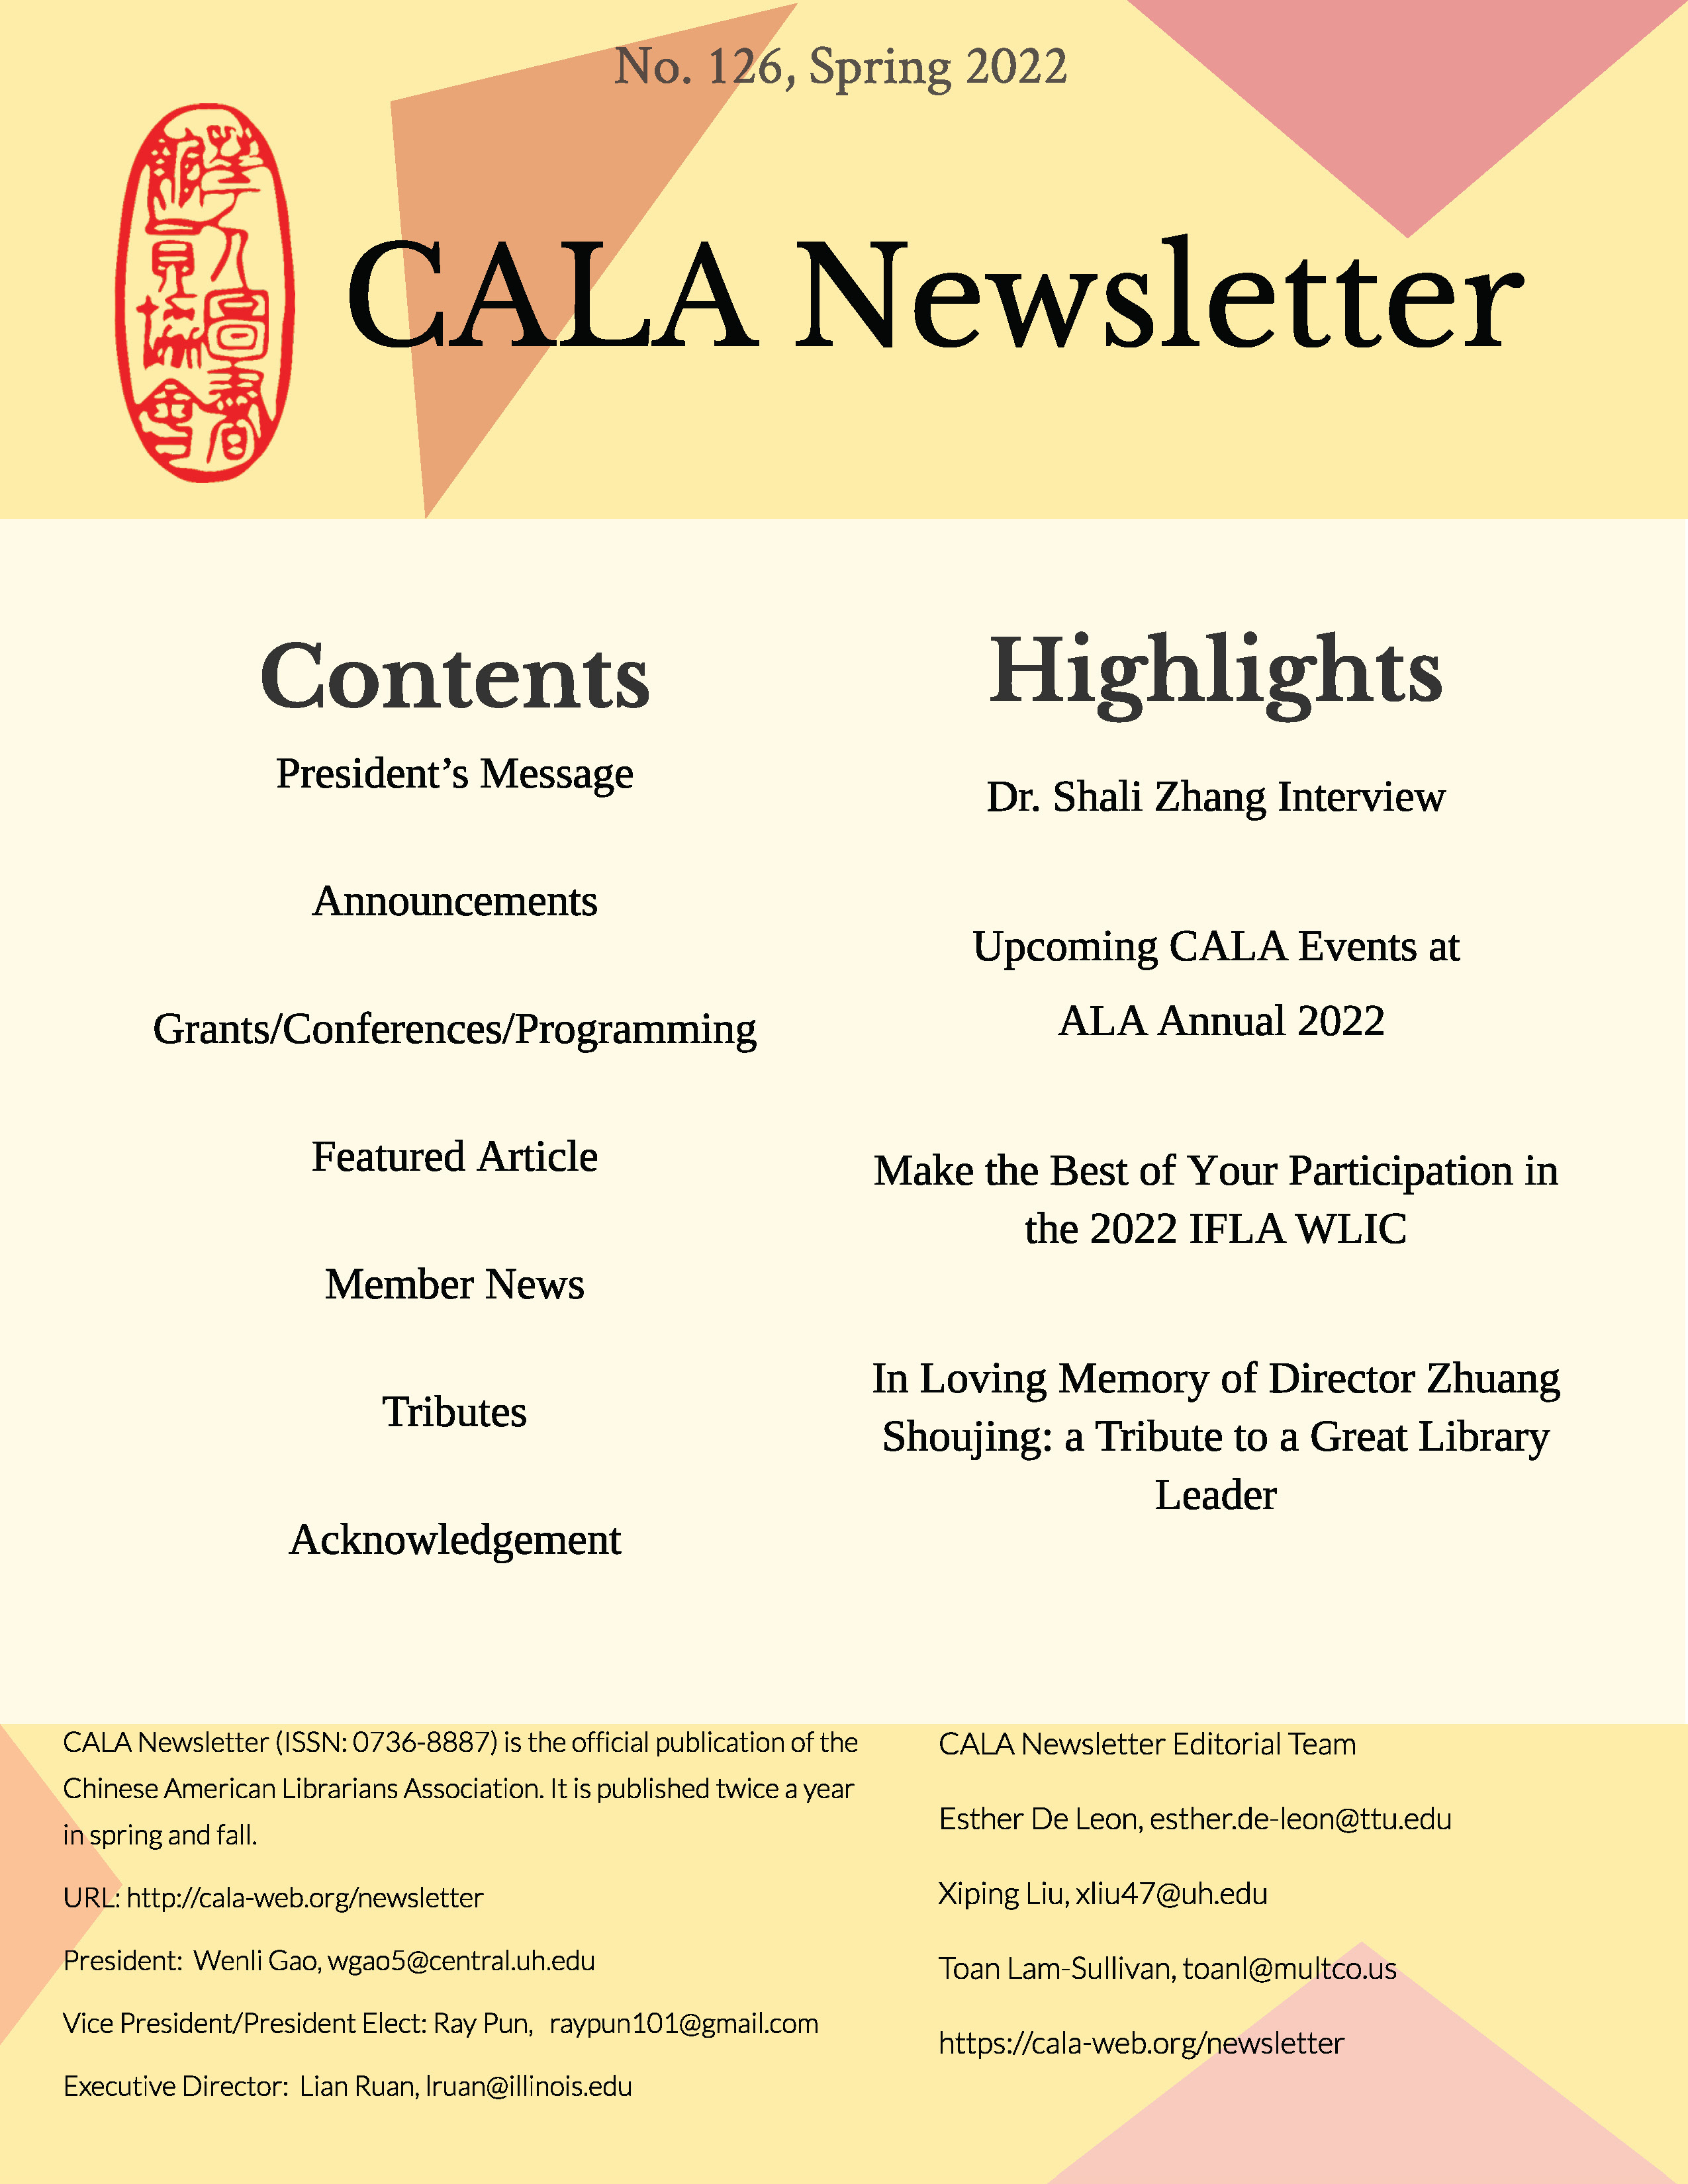 No. 126, Spring 2022
華人圖書
館員協會
CALA Newsletter
Contents
President’s Message
Announcements
Grants/Conferences/Programming
Featured Article
Member News
Tributes
Acknowledgement
Highlights
Dr. Shali Zhang Interview
Upcoming CALA Events at
ALA Annual 2022
Make the Best of Your Participation in
the 2022 IFLA WLIC
In Loving Memory of Director Zhuang
Shoujing: a Tribute to a Great Library
Leader
CALA Newsletter (ISSN: 0736-8887) is the official publication of the
Chinese American Librarians Association. It is published twice a year
in spring and fall.
URL: http://cala-web.org/newsletter
President: Wenli Gao, wgao5@central.uh.edu
Vice President/President Elect: Ray Pun, raypun101@gmail.com
Executive Director: Lian Ruan, lruan@illinois.edu
CALA Newsletter Editorial Team
Esther De Leon, esther.de-leon@ttu.edu
Xiping Liu, xliu47@uh.edu
Toan Lam-Sullivan, toanl@multco.us
https://cala-web.org/newsletter